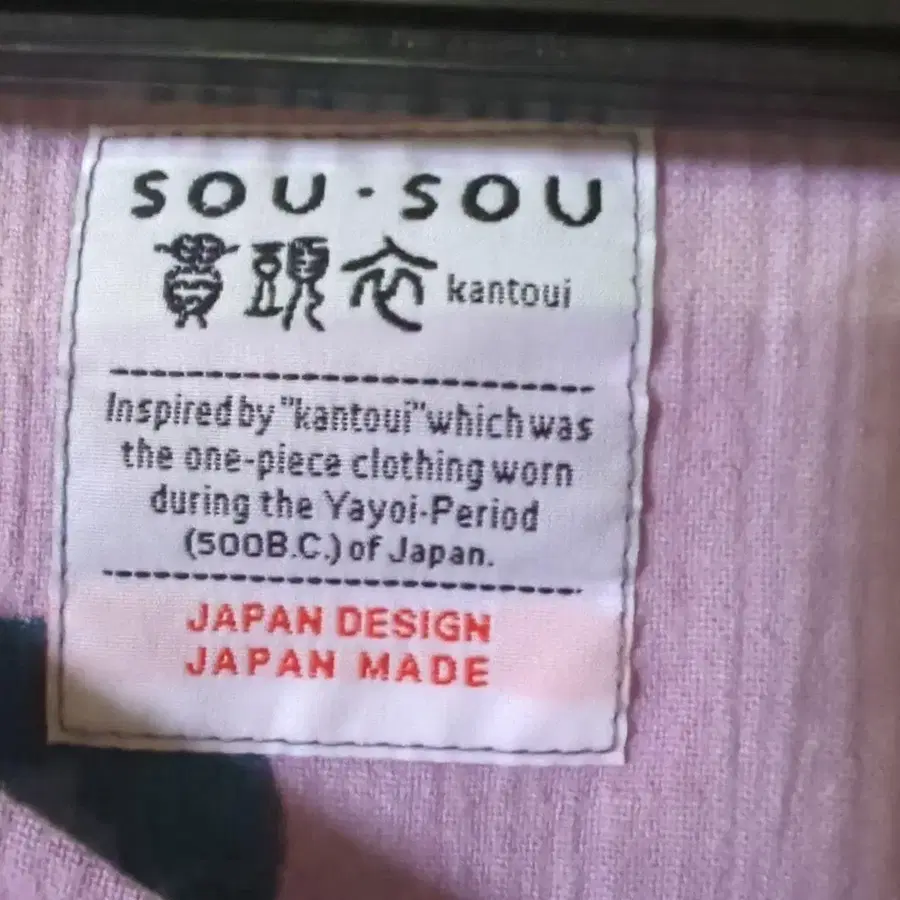 SOU・SOU
貫頭衣 kantoui
Inspired by "kantoui" which was
the one-piece clothing worn
during the Yayoi-Period
(500B.C.) of Japan.
JAPAN DESIGN
JAPAN MADE